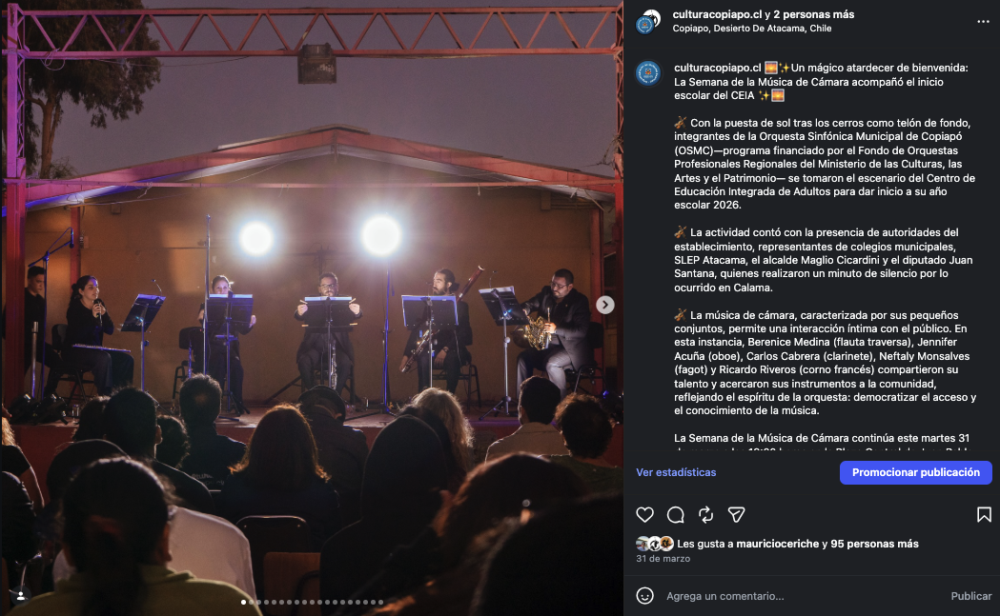 culturacopiapo.cl y 2 personas más
Copiapo, Desierto De Atacama, Chile
culturacopiapo.cl 🌅✨Un mágico atardecer de bienvenida:
La Semana de la Música de Cámara acompañó el inicio
escolar del CEIA ✨🌅
🎻 Con la puesta de sol tras los cerros como telón de fondo,
integrantes de la Orquesta Sinfónica Municipal de Copiapó
(OSMC)—programa financiado por el Fondo de Orquestas
Profesionales Regionales del Ministerio de las Culturas, las
Artes y el Patrimonio— se tomaron el escenario del Centro de
Educación Integrada de Adultos para dar inicio a su año
escolar 2026.
🎻 La actividad contó con la presencia de autoridades del
establecimiento, representantes de colegios municipales,
SLEP Atacama, el alcalde Maglio Cicardini y el diputado Juan
Santana, quienes realizaron un minuto de silencio por lo
ocurrido en Calama.
🎻 La música de cámara, caracterizada por sus pequeños
conjuntos, permite una interacción íntima con el público. En
esta instancia, Berenice Medina (flauta traversa), Jennifer
Acuña (oboe), Carlos Cabrera (clarinete), Neftaly Monsalves
(fagot) y Ricardo Riveros (corno francés) compartieron su
talento y acercaron sus instrumentos a la comunidad,
reflejando el espíritu de la orquesta: democratizar el acceso y
el conocimiento de la música.
La Semana de la Música de Cámara continúa este martes 31
Ver estadísticas
Promocionar publicación
Les gusta a mauricioceriche y 95 personas más
31 de marzo
Agrega un comentario...
Publicar